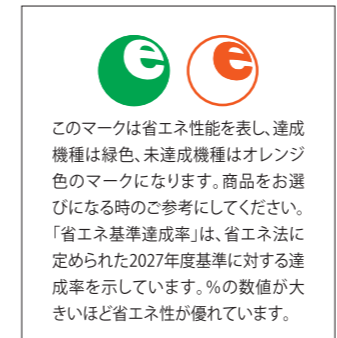 e e
このマークは省エネ性能を表し、達成
機種は緑色、未達成機種はオレンジ
色のマークになります。商品をお選
びになる時のご参考にしてください。
「省エネ基準達成率」は、省エネ法に
定められた2027年度基準に対する達
成率を示しています。%の数値が大
きいほど省エネ性が優れています。